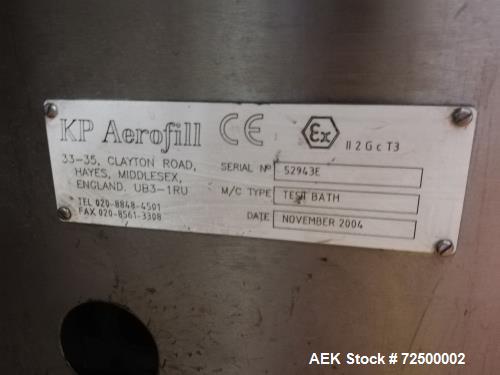 KP Aerofill CE Ex II 2 G c T3
33-35, CLAYTON ROAD,
HAYES, MIDDLESEX,
ENGLAND, UB3-1RU
TEL 020-8848-4501
FAX 020-8561-3308
SERIAL Nº 52943E
M/C TYPE TEST BATH
DATE NOVEMBER 2004
AEK Stock # 72500002